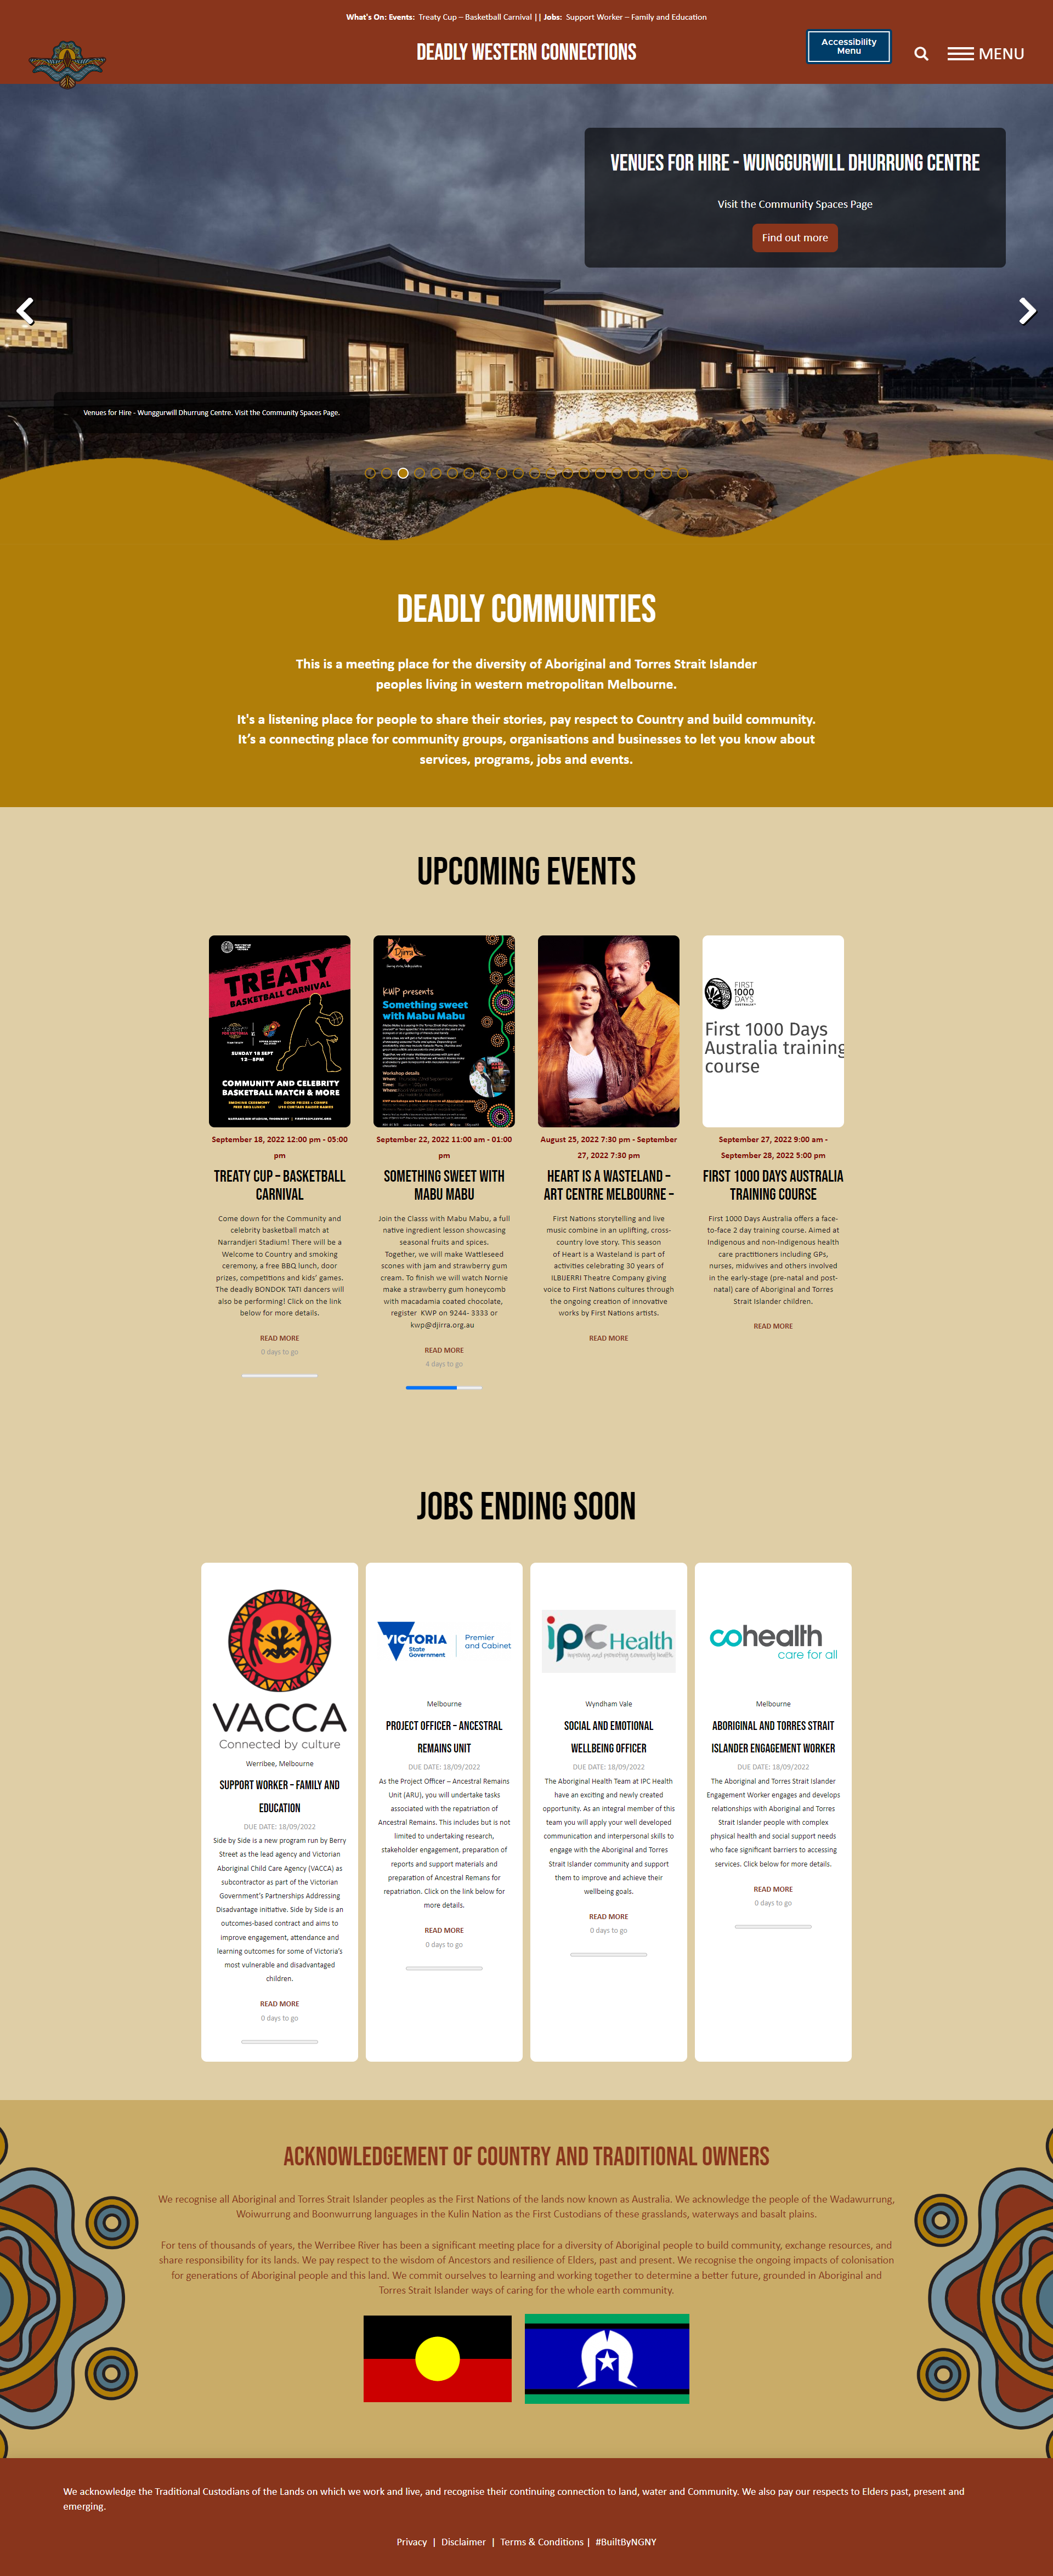 What's On: Events: Treaty Cup – Basketball Carnival || Jobs: Support Worker – Family and Education
DEADLY WESTERN CONNECTIONS
Accessibility
Menu
MENU
VENUES FOR HIRE - WUNGGURWILL DHURRUNG CENTRE
Visit the Community Spaces Page
Find out more
Venues for Hire - Wunggurwill Dhurrung Centre. Visit the Community Spaces Page.
DEADLY COMMUNITIES
This is a meeting place for the diversity of Aboriginal and Torres Strait Islander
peoples living in western metropolitan Melbourne.
It's a listening place for people to share their stories, pay respect to Country and build community.
It's a connecting place for community groups, organisations and businesses to let you know about
services, programs, jobs and events.
UPCOMING EVENTS
TREATY
BASKETBALL CARNIVAL
SUNDAY 18 SEPT
12—8PM
COMMUNITY AND CELEBRITY
BASKETBALL MATCH & MORE
September 18, 2022 12:00 pm - 05:00
pm
TREATY CUP – BASKETBALL
CARNIVAL
Come down for the Community and
celebrity basketball match at
Narrandjeri Stadium! There will be a
Welcome to Country and smoking
ceremony, a free BBQ lunch, door
prizes, competitions and kids' games.
The deadly BONDOK TATI dancers will
also be performing! Click on the link
below for more details.
READ MORE
0 days to go
Djirra
KWP presents
Something sweet
with Mabu Mabu
Workshop details
September 22, 2022 11:00 am - 01:00
pm
SOMETHING SWEET WITH
MABU MABU
Join the Classs with Mabu Mabu, a full
native ingredient lesson showcasing
seasonal fruits and spices.
Together, we will make Wattleseed
scones with jam and strawberry gum
cream. To finish we will watch Nornie
make a strawberry gum honeycomb
with macadamia coated chocolate,
register KWP on 9244- 3333 or
kwp@djirra.org.au
READ MORE
4 days to go
August 25, 2022 7:30 pm - September
27, 2022 7:30 pm
HEART IS A WASTELAND –
ART CENTRE MELBOURNE –
First Nations storytelling and live
music combine in an uplifting, cross-
country love story. This season
of Heart is a Wasteland is part of
activities celebrating 30 years of
ILBIJERRI Theatre Company giving
voice to First Nations cultures through
the ongoing creation of innovative
works by First Nations artists.
READ MORE
FIRST
1000
DAYS
AUSTRALIA
First 1000 Days
Australia training
course
September 27, 2022 9:00 am -
September 28, 2022 5:00 pm
FIRST 1000 DAYS AUSTRALIA
TRAINING COURSE
First 1000 Days Australia offers a face-
to-face 2 day training course. Aimed at
Indigenous and non-Indigenous health
care practitioners including GPs,
nurses, midwives and others involved
in the early-stage (pre-natal and post-
natal) care of Aboriginal and Torres
Strait Islander children.
READ MORE
JOBS ENDING SOON
VACCA
Connected by culture
Werribee, Melbourne
SUPPORT WORKER – FAMILY AND
EDUCATION
DUE DATE: 18/09/2022
Side by Side is a new program run by Berry
Street as the lead agency and Victorian
Aboriginal Child Care Agency (VACCA) as
subcontractor as part of the Victorian
Government's Partnerships Addressing
Disadvantage initiative. Side by Side is an
outcomes-based contract and aims to
improve engagement, attendance and
learning outcomes for some of Victoria's
most vulnerable and disadvantaged
children.
READ MORE
0 days to go
VICTORIA
State
Government
Premier
and Cabinet
Melbourne
PROJECT OFFICER – ANCESTRAL
REMAINS UNIT
DUE DATE: 18/09/2022
As the Project Officer – Ancestral Remains
Unit (ARU), you will undertake tasks
associated with the repatriation of
Ancestral Remains. This includes but is not
limited to undertaking research,
stakeholder engagement, preparation of
reports and support materials and
preparation of Ancestral Remans for
repatriation. Click on the link below for
more details.
READ MORE
0 days to go
ipc Health
improving and promoting community health
Wyndham Vale
SOCIAL AND EMOTIONAL
WELLBEING OFFICER
DUE DATE: 18/09/2022
The Aboriginal Health Team at IPC Health
have an exciting and newly created
opportunity. As an integral member of this
team you will apply your well developed
communication and interpersonal skills to
engage with the Aboriginal and Torres
Strait Islander community and support
them to improve and achieve their
wellbeing goals.
READ MORE
0 days to go
cohealth
care for all
Melbourne
ABORIGINAL AND TORRES STRAIT
ISLANDER ENGAGEMENT WORKER
DUE DATE: 18/09/2022
The Aboriginal and Torres Strait Islander
Engagement Worker engages and develops
relationships with Aboriginal and Torres
Strait Islander people with complex
physical health and social support needs
who face significant barriers to accessing
services. Click below for more details.
READ MORE
0 days to go
ACKNOWLEDGEMENT OF COUNTRY AND TRADITIONAL OWNERS
We recognise all Aboriginal and Torres Strait Islander peoples as the First Nations of the lands now known as Australia. We acknowledge the people of the Wadawurrung,
Woiwurrung and Boonwurrung languages in the Kulin Nation as the First Custodians of these grasslands, waterways and basalt plains.
For tens of thousands of years, the Werribee River has been a significant meeting place for a diversity of Aboriginal people to build community, exchange resources, and
share responsibility for its lands. We pay respect to the wisdom of Ancestors and resilience of Elders, past and present. We recognise the ongoing impacts of colonisation
for generations of Aboriginal people and this land. We commit ourselves to learning and working together to determine a better future, grounded in Aboriginal and
Torres Strait Islander ways of caring for the whole earth community.
We acknowledge the Traditional Custodians of the Lands on which we work and live, and recognise their continuing connection to land, water and Community. We also pay our respects to Elders past, present and
emerging.
Privacy | Disclaimer | Terms & Conditions | #BuiltByNGNY